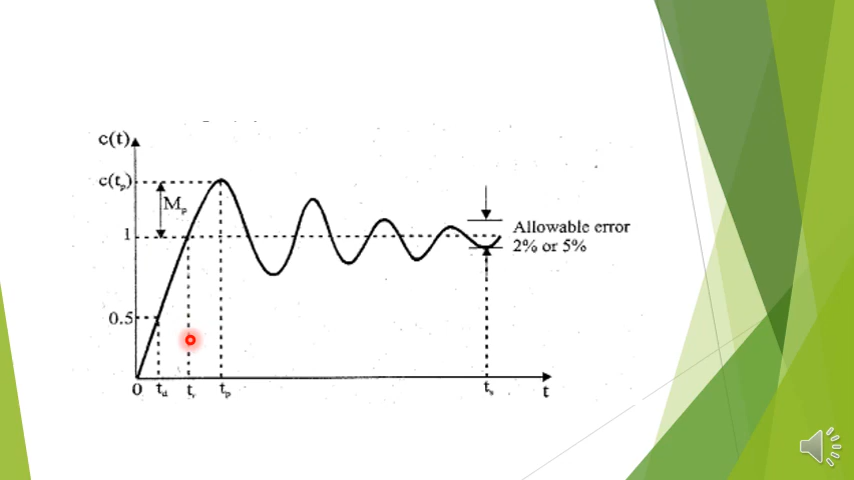 c(t)
c(tp)
Mp
1
Allowable error
2% or 5%
0.5
0 td tr tp ts t